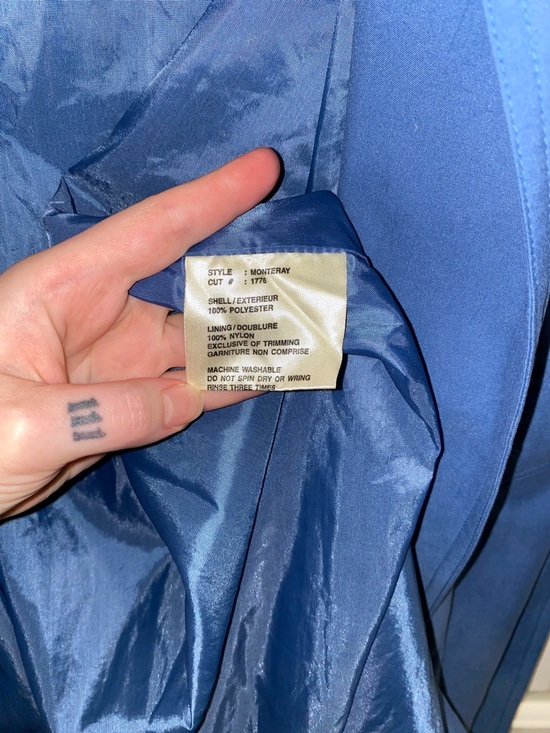 STYLE : MONTERAY
CUT # : 1776
SHELL/EXTERIEUR
100% POLYESTER
LINING/DOUBLURE
100% NYLON
EXCLUSIVE OF TRIMMING
GARNITURE NON COMPRISE
MACHINE WASHABLE
DO NOT SPIN DRY OR WRING
RINSE THREE TIMES
111